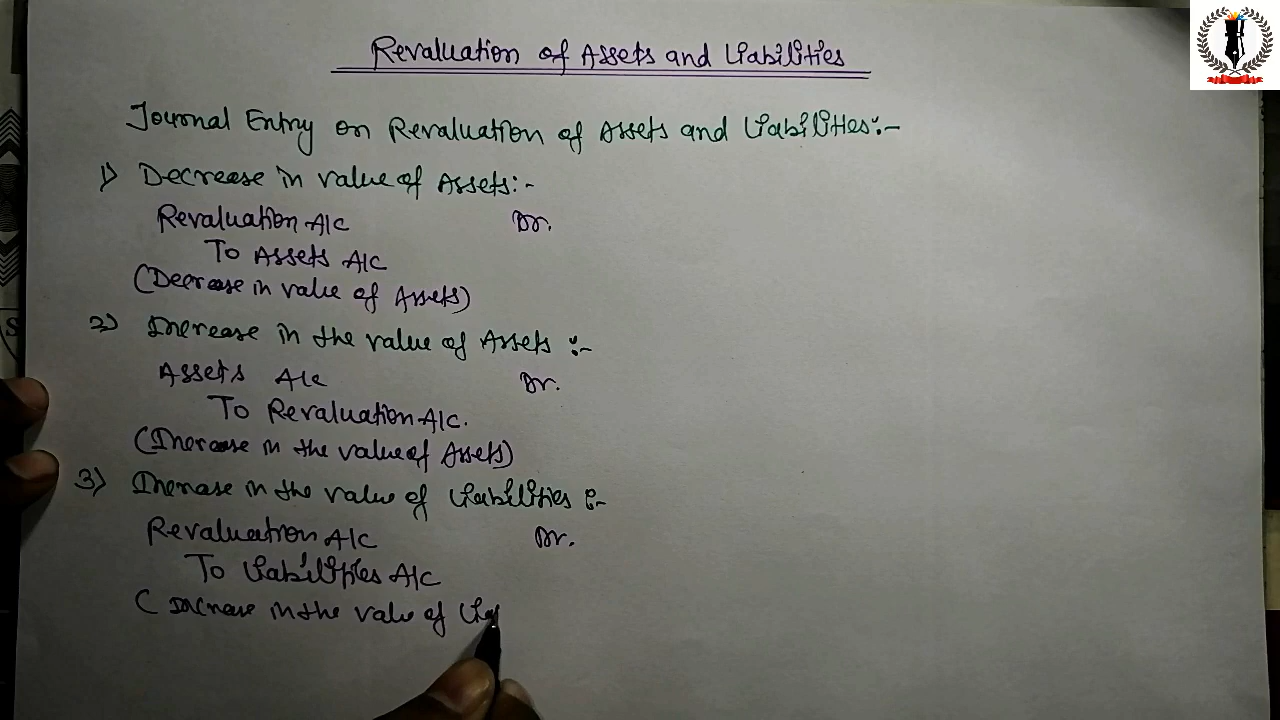 Revaluation of Assets and Liabilities
Journal Entry on Revaluation of Assets and Liabilities:-
1) Decrease in value of Assets:-
Revaluation A/c Dr.
To Assets A/c
(Decrease in value of Assets)
2) Increase in the value of Assets :-
Assets A/c Dr.
To Revaluation A/c.
(Increase in the value of Assets)
3) Increase in the value of Liabilities :-
Revaluation A/c Dr.
To Liabilities A/c
( Increase in the value of Lia